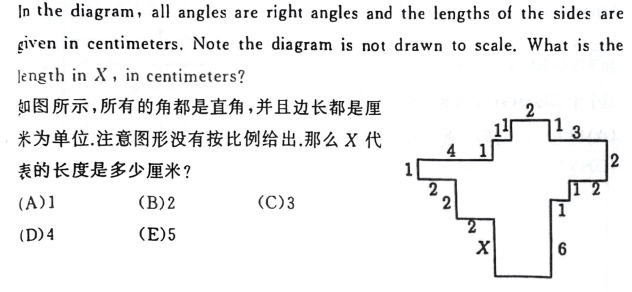 In the diagram, all angles are right angles and the lengths of the sides are
given in centimeters. Note the diagram is not drawn to scale. What is the
length in X, in centimeters?
如图所示,所有的角都是直角,并且边长都是厘
米为单位.注意图形没有按比例给出.那么 X 代
表的长度是多少厘米?
(A)1 (B)2 (C)3
(D)4 (E)5
2
1 1 3
4 1 2
1
2 1 2
2 1
2
X 6